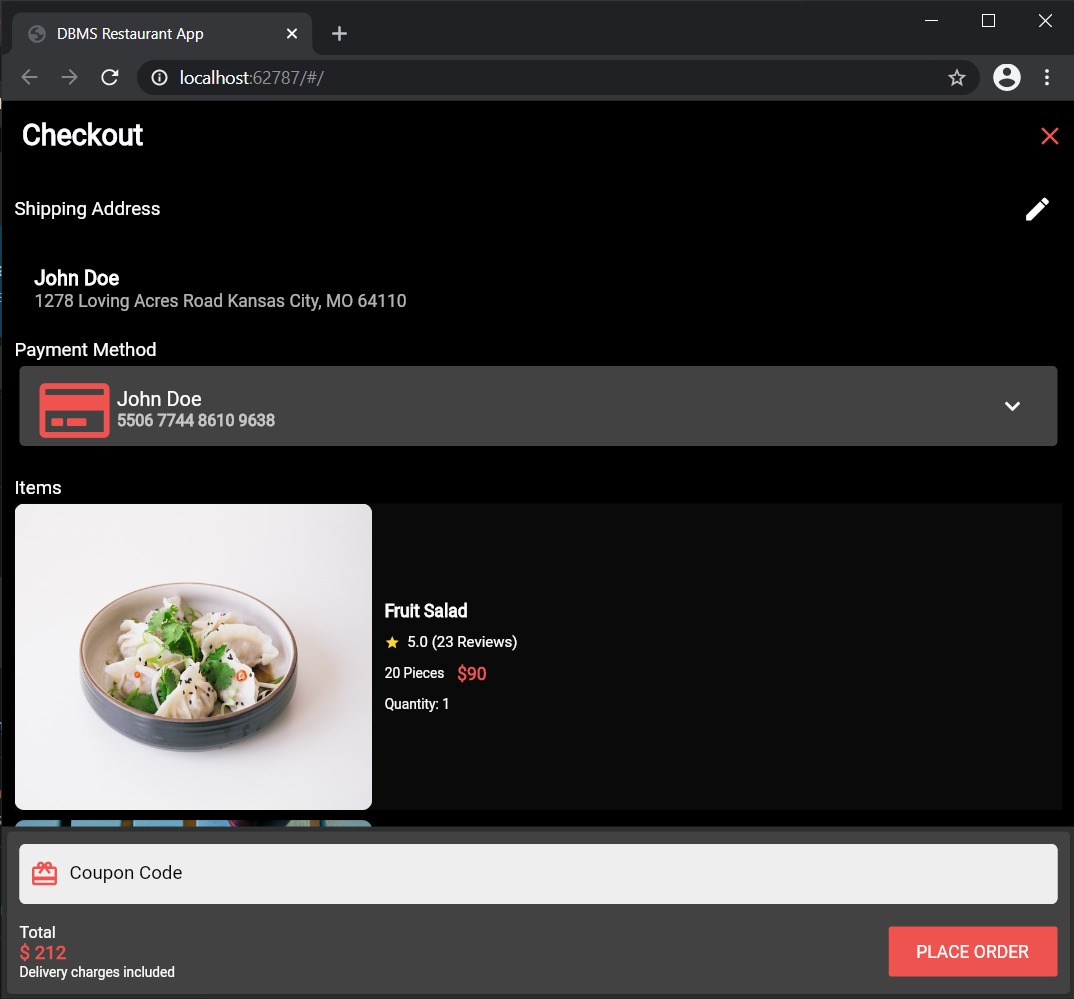 DBMS Restaurant App
localhost:62787/#/
Checkout
Shipping Address
John Doe
1278 Loving Acres Road Kansas City, MO 64110
Payment Method
John Doe
5506 7744 8610 9638
Items
Fruit Salad
5.0 (23 Reviews)
20 Pieces $90
Quantity: 1
Coupon Code
Total
$ 212
Delivery charges included
PLACE ORDER